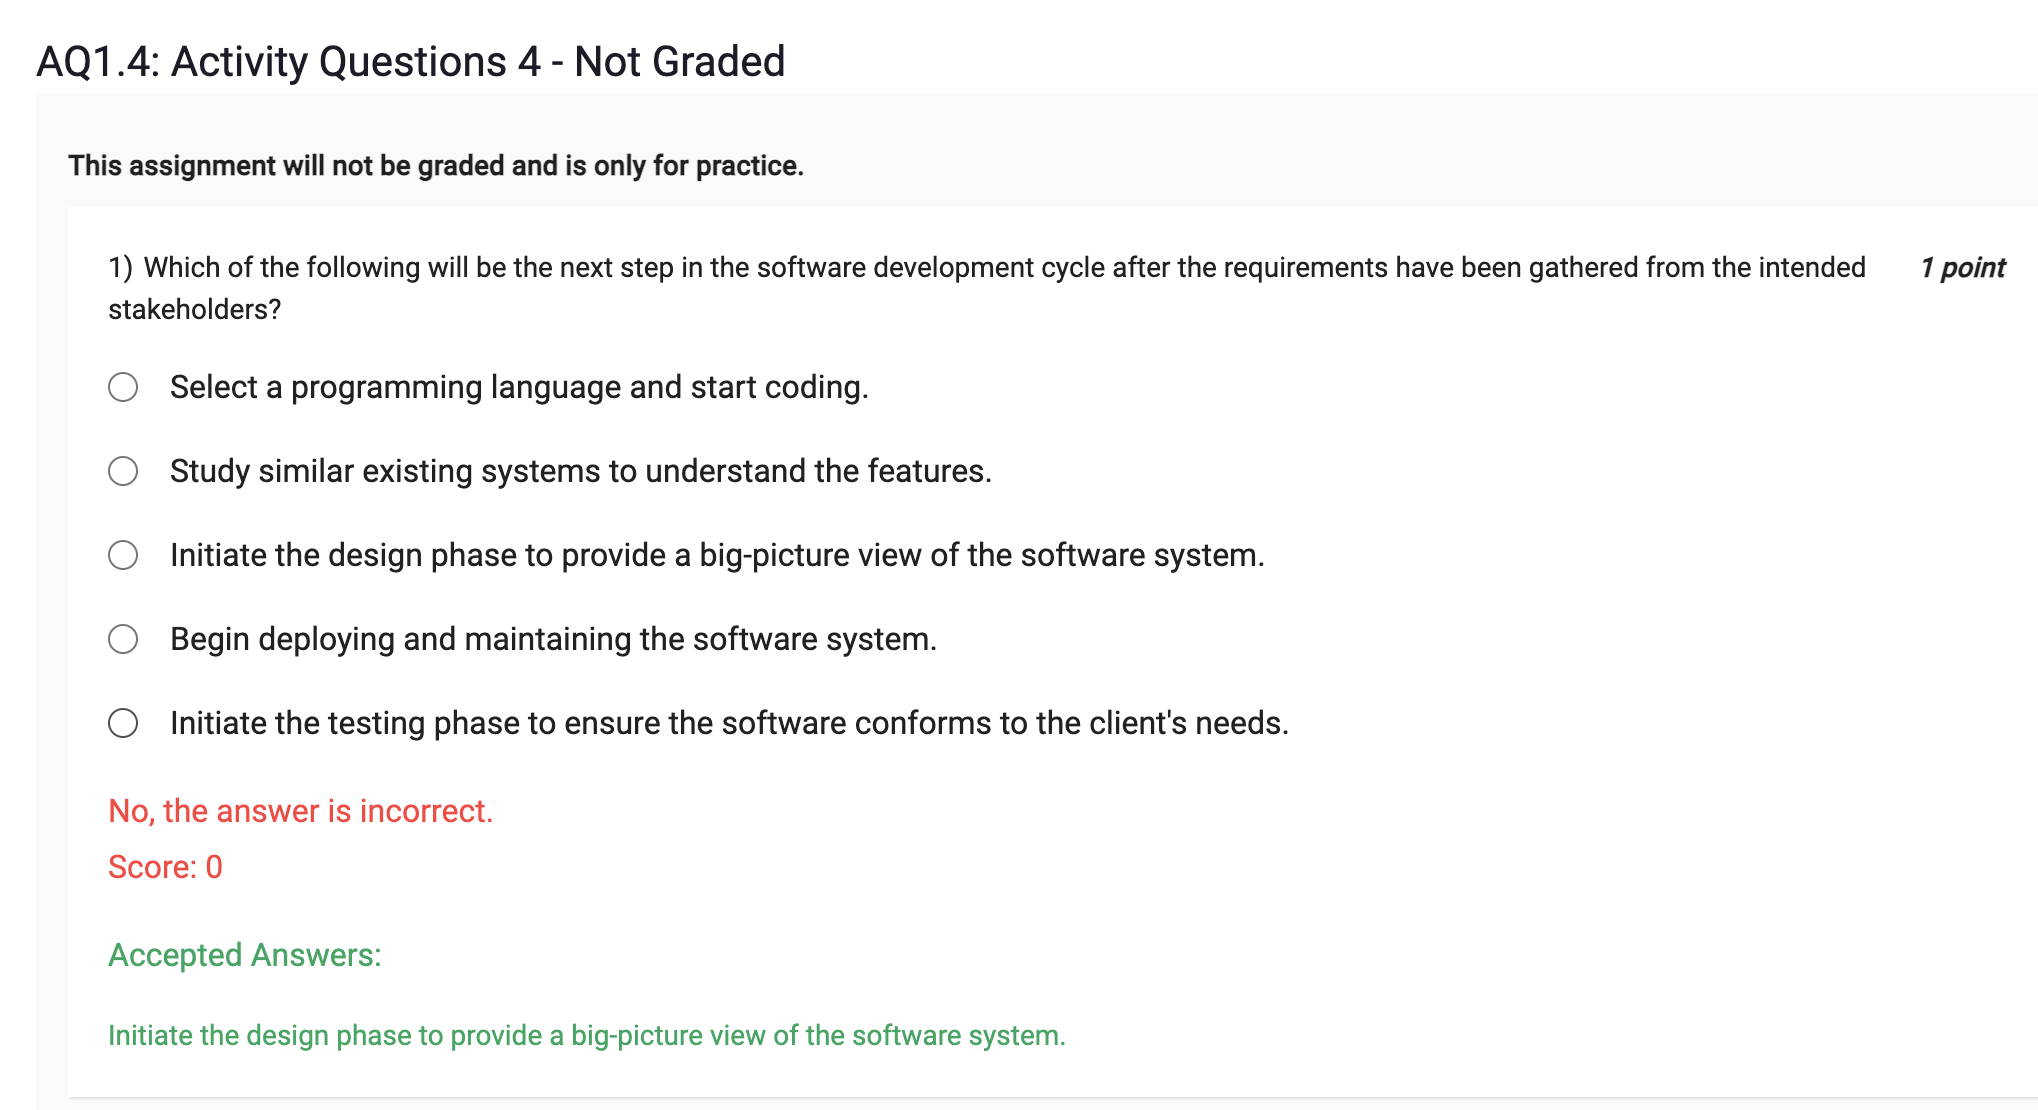 AQ1.4: Activity Questions 4 - Not Graded
This assignment will not be graded and is only for practice.
1) Which of the following will be the next step in the software development cycle after the requirements have been gathered from the intended 1 point
stakeholders?
Select a programming language and start coding.
Study similar existing systems to understand the features.
Initiate the design phase to provide a big-picture view of the software system.
Begin deploying and maintaining the software system.
Initiate the testing phase to ensure the software conforms to the client's needs.
No, the answer is incorrect.
Score: 0
Accepted Answers:
Initiate the design phase to provide a big-picture view of the software system.